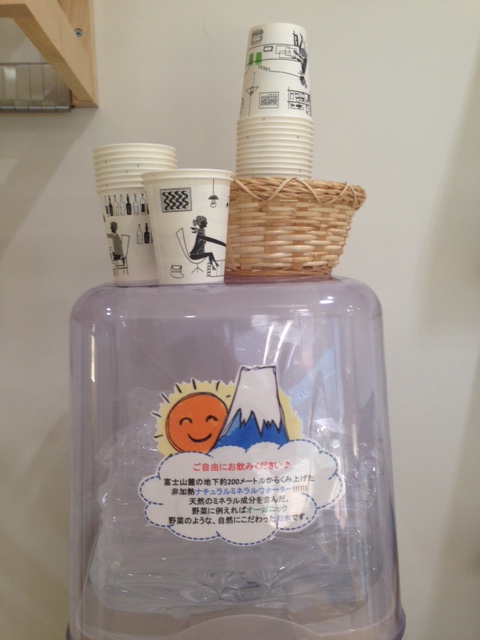 ご自由にお飲みください♪
富士山麓の地下約200メートルからくみ上げた
非加熱ナチュラルミネラルウォーター!!!!!!
天然のミネラル成分を含んだ、
野菜に例えればオーガニック
野菜のような、自然にこだわったお水です。